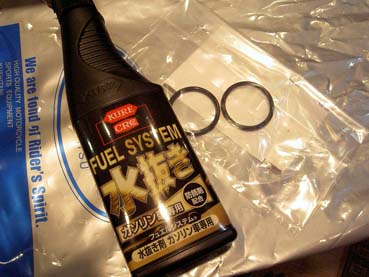 We are fond of Rider's Spirit.
HIGH QUALITY MOTORCYCLE
SPORTS EQUIPMENT
KURE
CRC
FUEL SYSTEM
水抜き
ガソリン車専用
防錆剤
配合
フュエルシステム
水抜き剤 ガソリン車専用